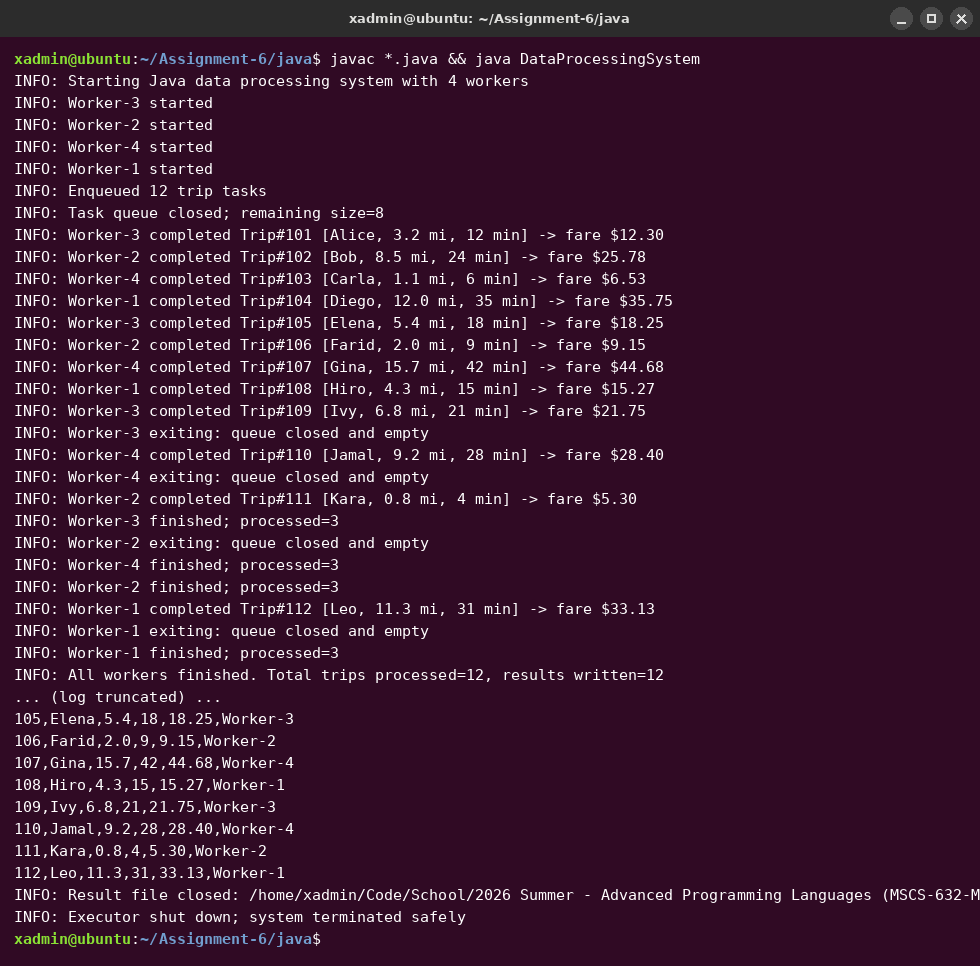 xadmin@ubuntu: ~/Assignment-6/java
xadmin@ubuntu:~/Assignment-6/java$ javac *.java && java DataProcessingSystem
INFO: Starting Java data processing system with 4 workers
INFO: Worker-3 started
INFO: Worker-2 started
INFO: Worker-4 started
INFO: Worker-1 started
INFO: Enqueued 12 trip tasks
INFO: Task queue closed; remaining size=8
INFO: Worker-3 completed Trip#101 [Alice, 3.2 mi, 12 min] -> fare $12.30
INFO: Worker-2 completed Trip#102 [Bob, 8.5 mi, 24 min] -> fare $25.78
INFO: Worker-4 completed Trip#103 [Carla, 1.1 mi, 6 min] -> fare $6.53
INFO: Worker-1 completed Trip#104 [Diego, 12.0 mi, 35 min] -> fare $35.75
INFO: Worker-3 completed Trip#105 [Elena, 5.4 mi, 18 min] -> fare $18.25
INFO: Worker-2 completed Trip#106 [Farid, 2.0 mi, 9 min] -> fare $9.15
INFO: Worker-4 completed Trip#107 [Gina, 15.7 mi, 42 min] -> fare $44.68
INFO: Worker-1 completed Trip#108 [Hiro, 4.3 mi, 15 min] -> fare $15.27
INFO: Worker-3 completed Trip#109 [Ivy, 6.8 mi, 21 min] -> fare $21.75
INFO: Worker-3 exiting: queue closed and empty
INFO: Worker-4 completed Trip#110 [Jamal, 9.2 mi, 28 min] -> fare $28.40
INFO: Worker-4 exiting: queue closed and empty
INFO: Worker-2 completed Trip#111 [Kara, 0.8 mi, 4 min] -> fare $5.30
INFO: Worker-3 finished; processed=3
INFO: Worker-2 exiting: queue closed and empty
INFO: Worker-4 finished; processed=3
INFO: Worker-2 finished; processed=3
INFO: Worker-1 completed Trip#112 [Leo, 11.3 mi, 31 min] -> fare $33.13
INFO: Worker-1 exiting: queue closed and empty
INFO: Worker-1 finished; processed=3
INFO: All workers finished. Total trips processed=12, results written=12
... (log truncated) ...
105,Elena,5.4,18,18.25,Worker-3
106,Farid,2.0,9,9.15,Worker-2
107,Gina,15.7,42,44.68,Worker-4
108,Hiro,4.3,15,15.27,Worker-1
109,Ivy,6.8,21,21.75,Worker-3
110,Jamal,9.2,28,28.40,Worker-4
111,Kara,0.8,4,5.30,Worker-2
112,Leo,11.3,31,33.13,Worker-1
INFO: Result file closed: /home/xadmin/Code/School/2026 Summer - Advanced Programming Languages (MSCS-632-M
INFO: Executor shut down; system terminated safely
xadmin@ubuntu:~/Assignment-6/java$